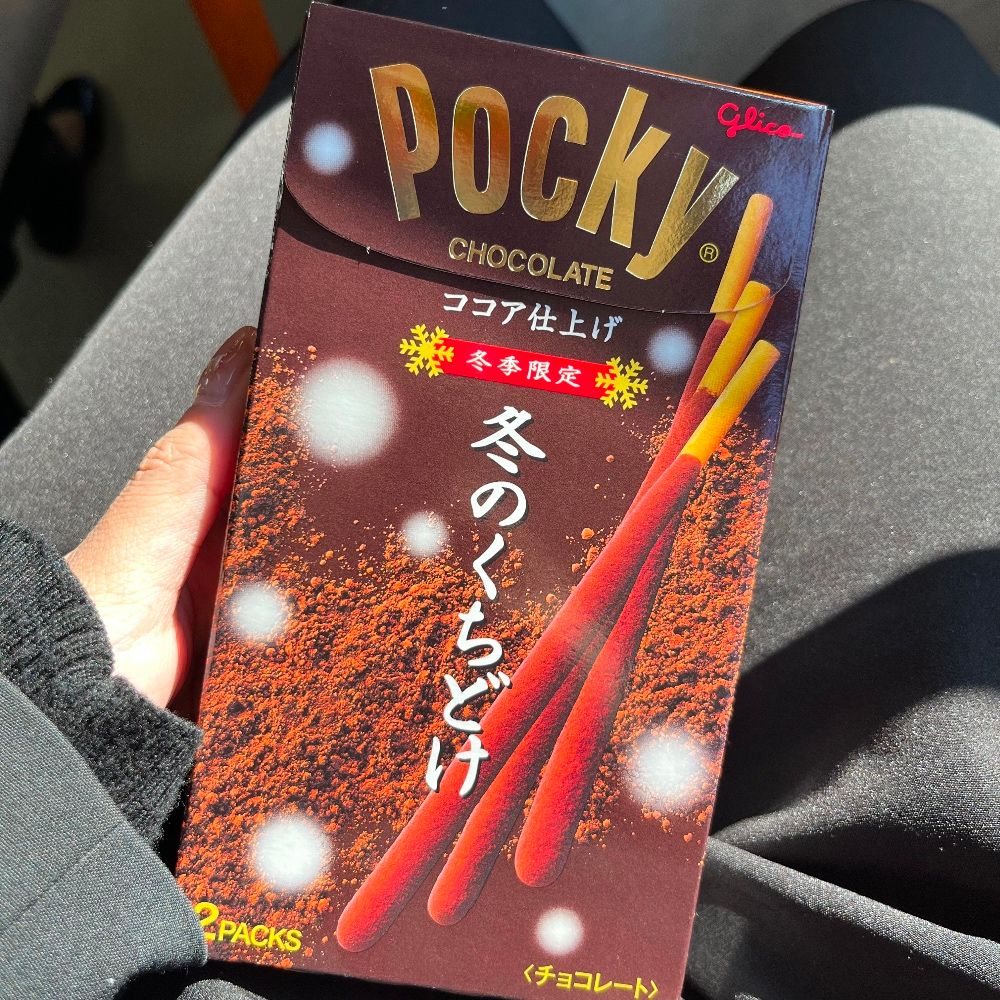 Glico
POCKY
®
CHOCOLATE
ココア仕上げ
冬季限定
冬のくちどけ
2PACKS
〈チョコレート〉